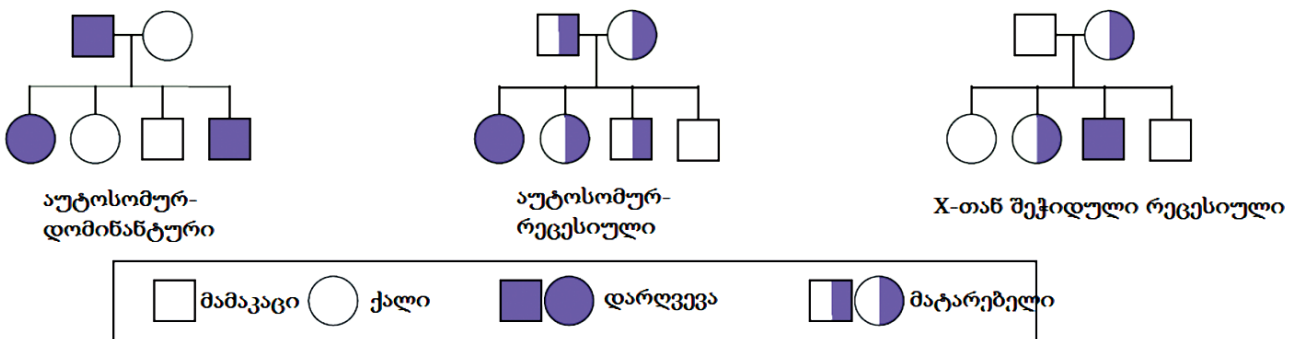 აუტოსომურ-
დომინანტური
აუტოსომურ-
რეცესიული
X-თან შეჭიდული რეცესიული
მამაკაცი ქალი დარღვევა მატარებელი